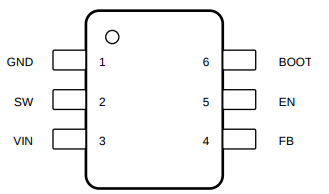 GND 1 6 BOOT
SW 2 5 EN
VIN 3 4 FB